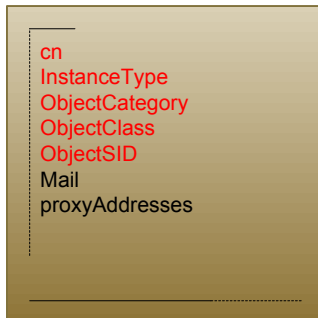 cn
InstanceType
ObjectCategory
ObjectClass
ObjectSID
Mail
proxyAddresses